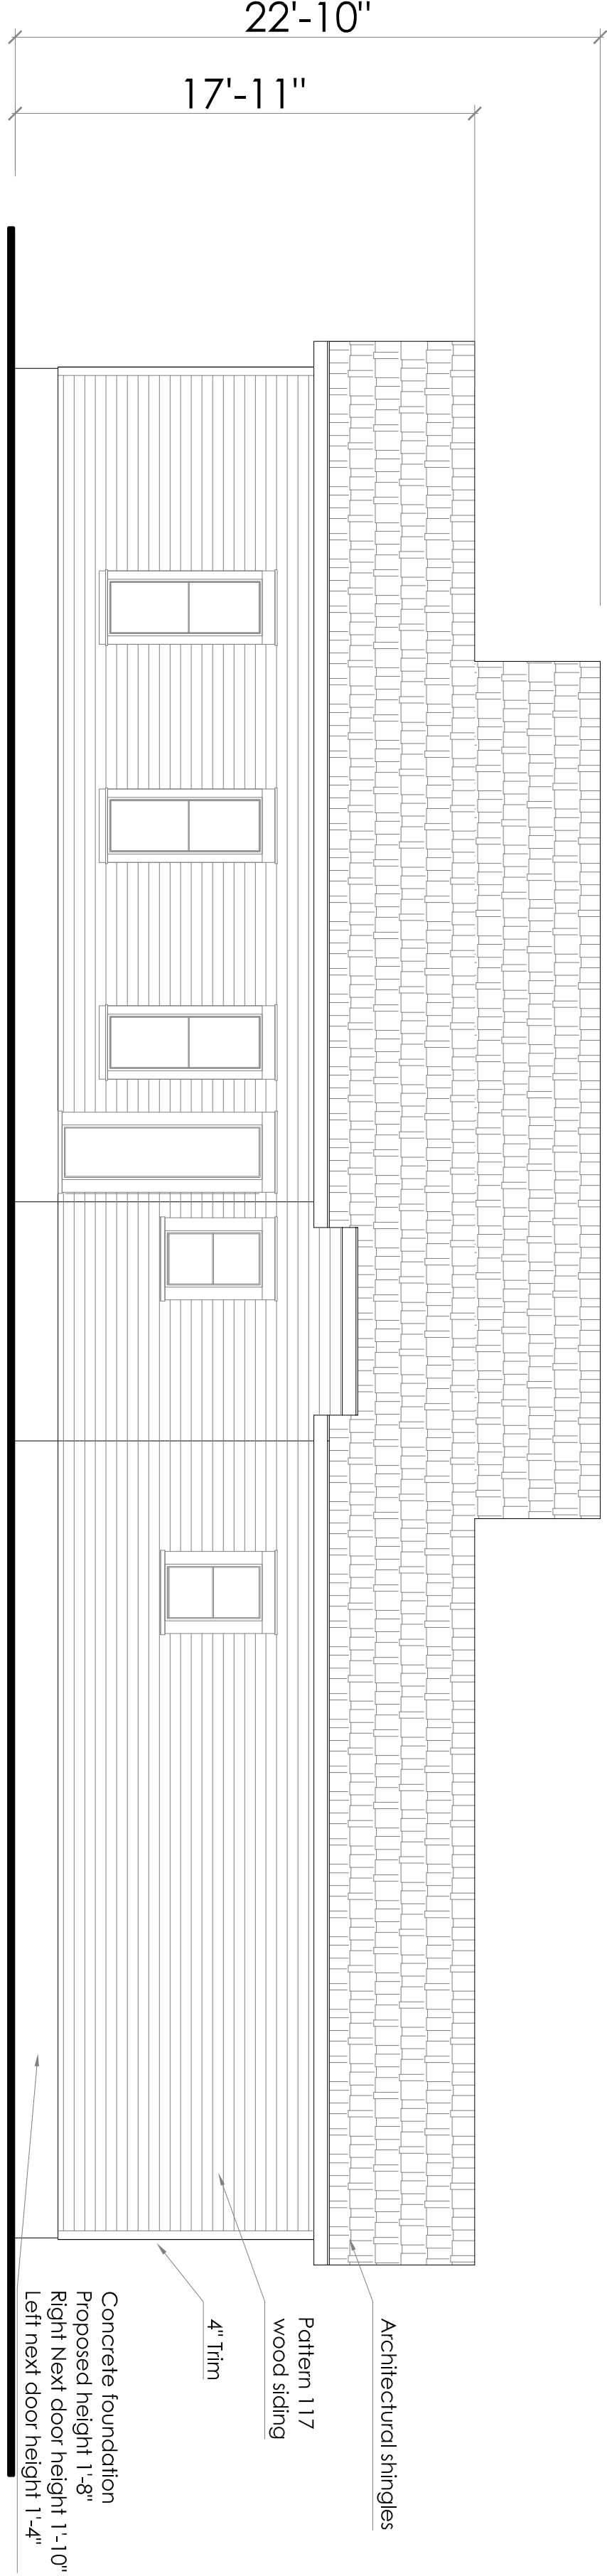 22'-10"
17'-11"
Architectural shingles
Pattern 117
wood siding
4" Trim
Concrete foundation
Proposed height 1'-8"
Right Next door height 1'-10"
Left next door height 1'-4"